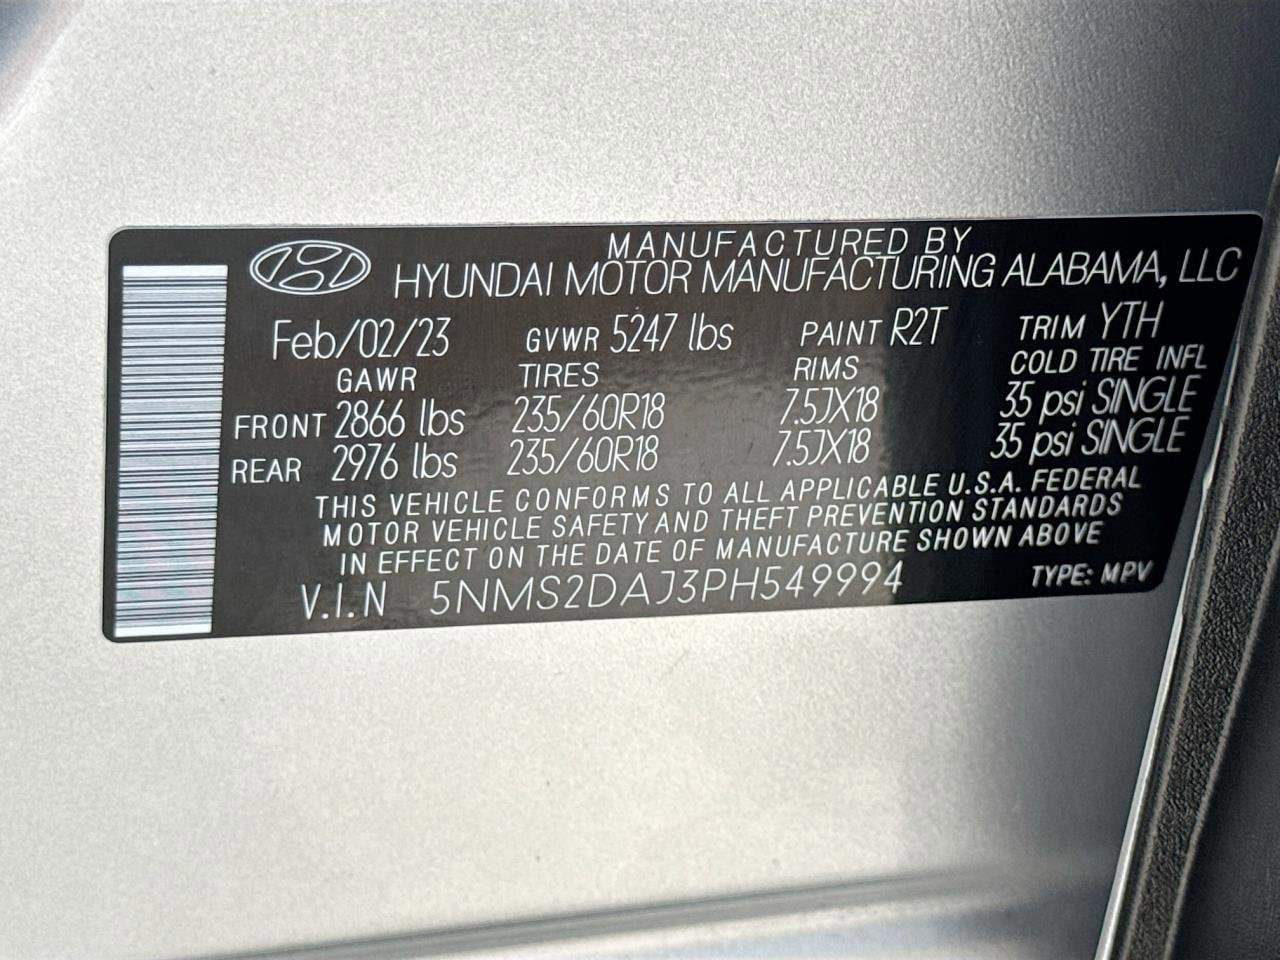 MANUFACTURED BY
HYUNDAI MOTOR MANUFACTURING ALABAMA, LLC
Feb/02/23 GVWR 5247 lbs PAINT R2T TRIM YTH
GAWR TIRES RIMS COLD TIRE INFL
FRONT 2866 lbs 235/60R18 7.5JX18 35 psi SINGLE
REAR 2976 lbs 235/60R18 7.5JX18 35 psi SINGLE
THIS VEHICLE CONFORMS TO ALL APPLICABLE U.S.A. FEDERAL
MOTOR VEHICLE SAFETY AND THEFT PREVENTION STANDARDS
IN EFFECT ON THE DATE OF MANUFACTURE SHOWN ABOVE
V.I.N 5NMS2DAJ3PH549994 TYPE: MPV